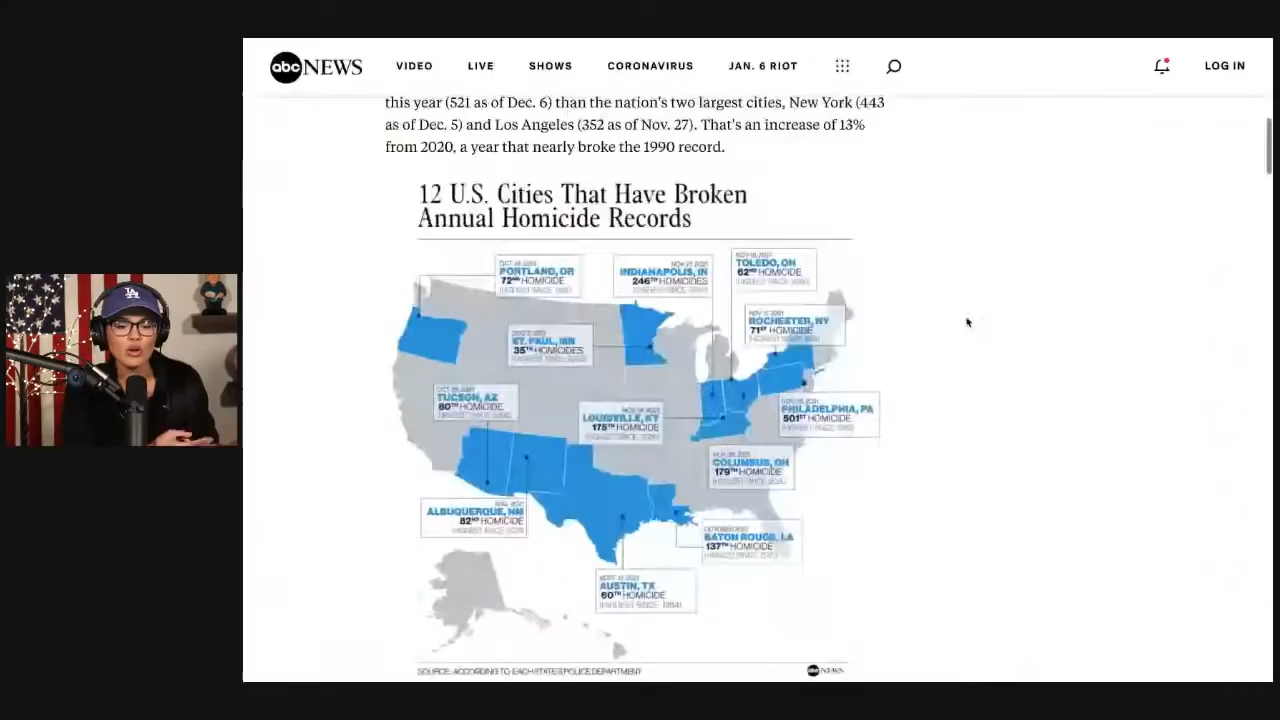 abc NEWS VIDEO LIVE SHOWS CORONAVIRUS JAN. 6 RIOT LOG IN
this year (521 as of Dec. 6) than the nation's two largest cities, New York (443
as of Dec. 5) and Los Angeles (352 as of Nov. 27). That's an increase of 13%
from 2020, a year that nearly broke the 1990 record.
12 U.S. Cities That Have Broken
Annual Homicide Records
PORTLAND, OR
72ND HOMICIDE
INDIANAPOLIS, IN
246TH HOMICIDES
TOLEDO, OH
62ND HOMICIDE
ROCHESTER, NY
71ST HOMICIDE
ST. PAUL, MN
35TH HOMICIDES
TUCSON, AZ
80TH HOMICIDE
LOUISVILLE, KY
175TH HOMICIDE
PHILADELPHIA, PA
501ST HOMICIDE
COLUMBUS, OH
179TH HOMICIDE
ALBUQUERQUE, NM
82ND HOMICIDE
BATON ROUGE, LA
137TH HOMICIDE
AUSTIN, TX
60TH HOMICIDE
SOURCE: ACCORDING TO EACH STATE'S POLICE DEPARTMENT
abc NEWS
LA